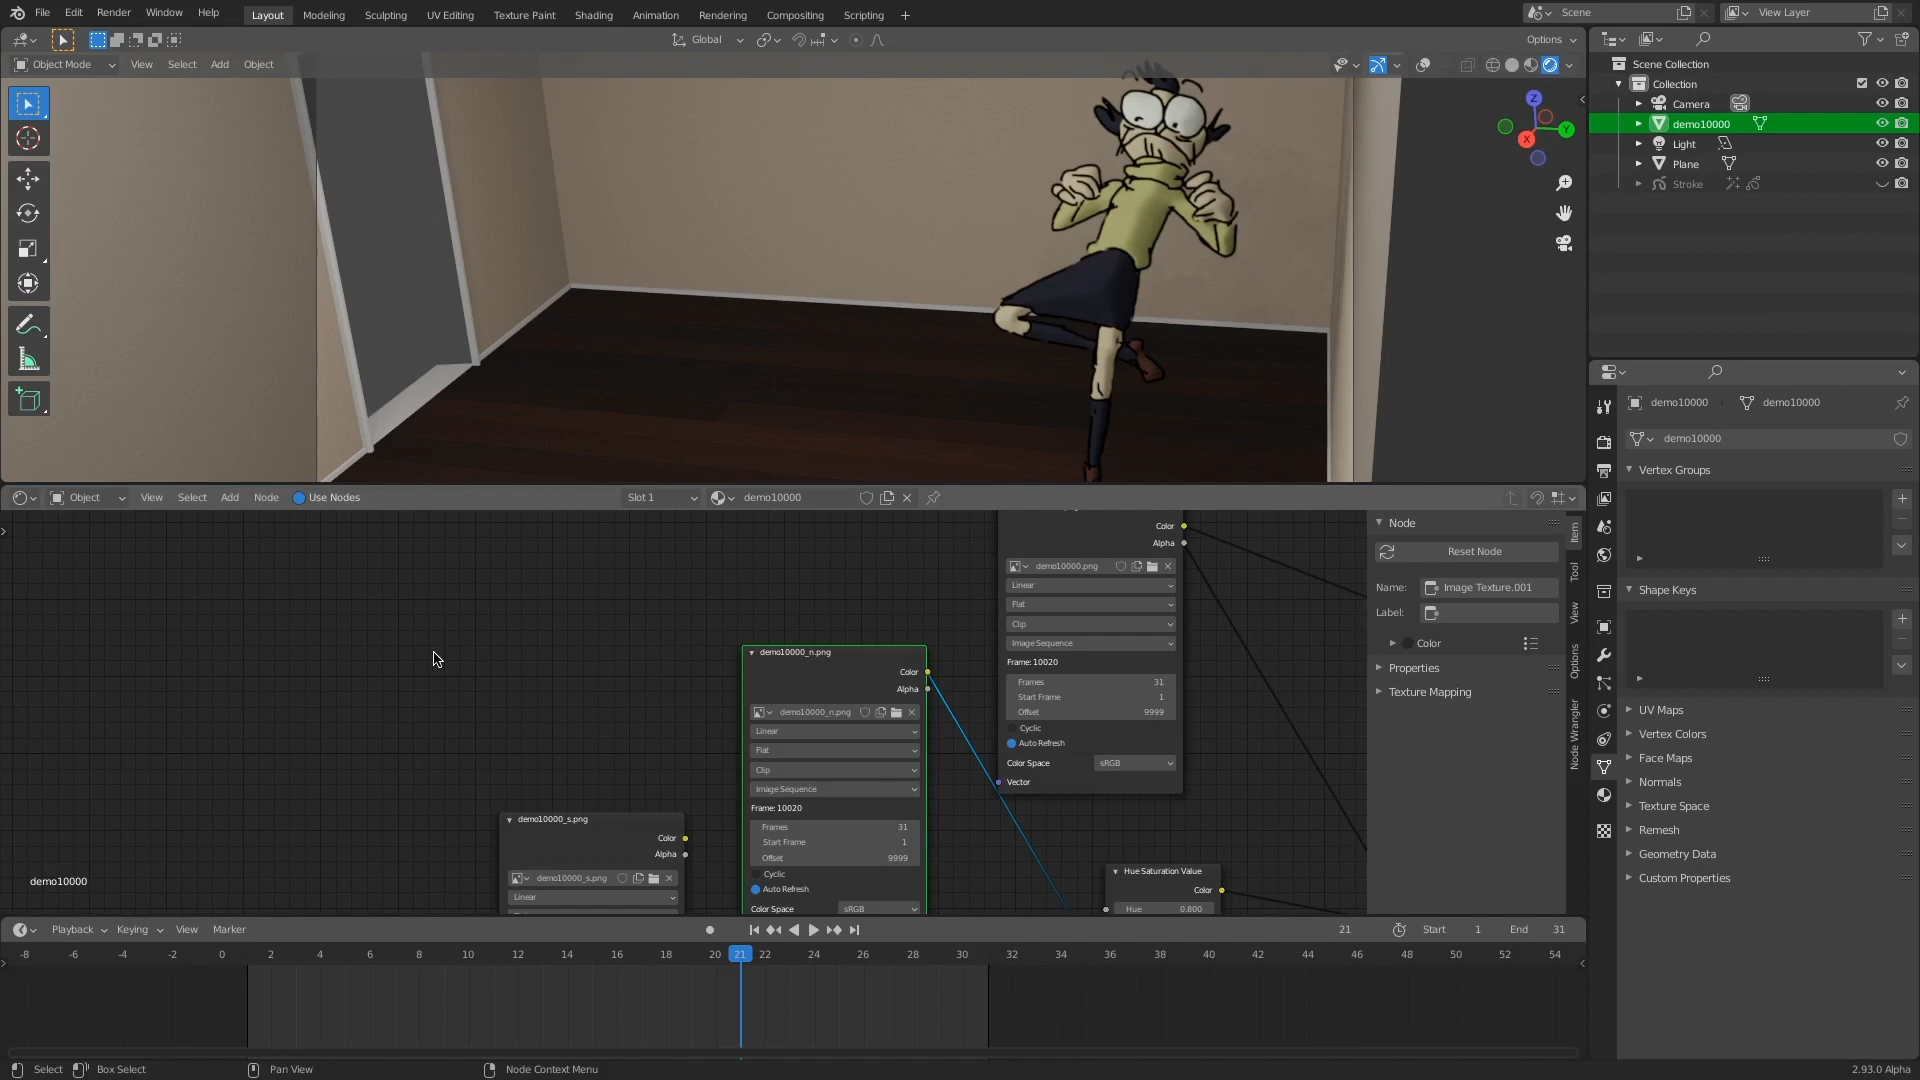 File Edit Render Window Help Layout Modeling Sculpting UV Editing Texture Paint Shading Animation Rendering Compositing Scripting + Scene View Layer
Global Options
Object Mode View Select Add Object
Z
Y
X
Scene Collection
Collection
Camera
demo10000
Light
Plane
Stroke
demo10000 demo10000
demo10000
Vertex Groups
Shape Keys
UV Maps
Vertex Colors
Face Maps
Normals
Texture Space
Remesh
Geometry Data
Custom Properties
Object View Select Add Node Use Nodes Slot 1 demo10000
Color
Alpha
demo10000.png
Linear
Flat
Clip
Image Sequence
Frame: 10020
Frames 31
Start Frame 1
Offset 9999
Cyclic
Auto Refresh
Color Space sRGB
Vector
demo10000_n.png
Color
Alpha
demo10000_n.png
Linear
Flat
Clip
Image Sequence
Frame: 10020
Frames 31
Start Frame 1
Offset 9999
Cyclic
Auto Refresh
Color Space sRGB
demo10000_s.png
Color
Alpha
demo10000_s.png
Linear
Hue Saturation Value
Color
Hue 0.800
demo10000
Node
Reset Node
Name: Image Texture.001
Label:
Color
Properties
Texture Mapping
Item
Tool
View
Options
Node Wrangler
Playback Keying View Marker 21 Start 1 End 31
-8 -6 -4 -2 0 2 4 6 8 10 12 14 16 18 20 21 22 24 26 28 30 32 34 36 38 40 42 44 46 48 50 52 54
Select Box Select Pan View Node Context Menu 2.93.0 Alpha